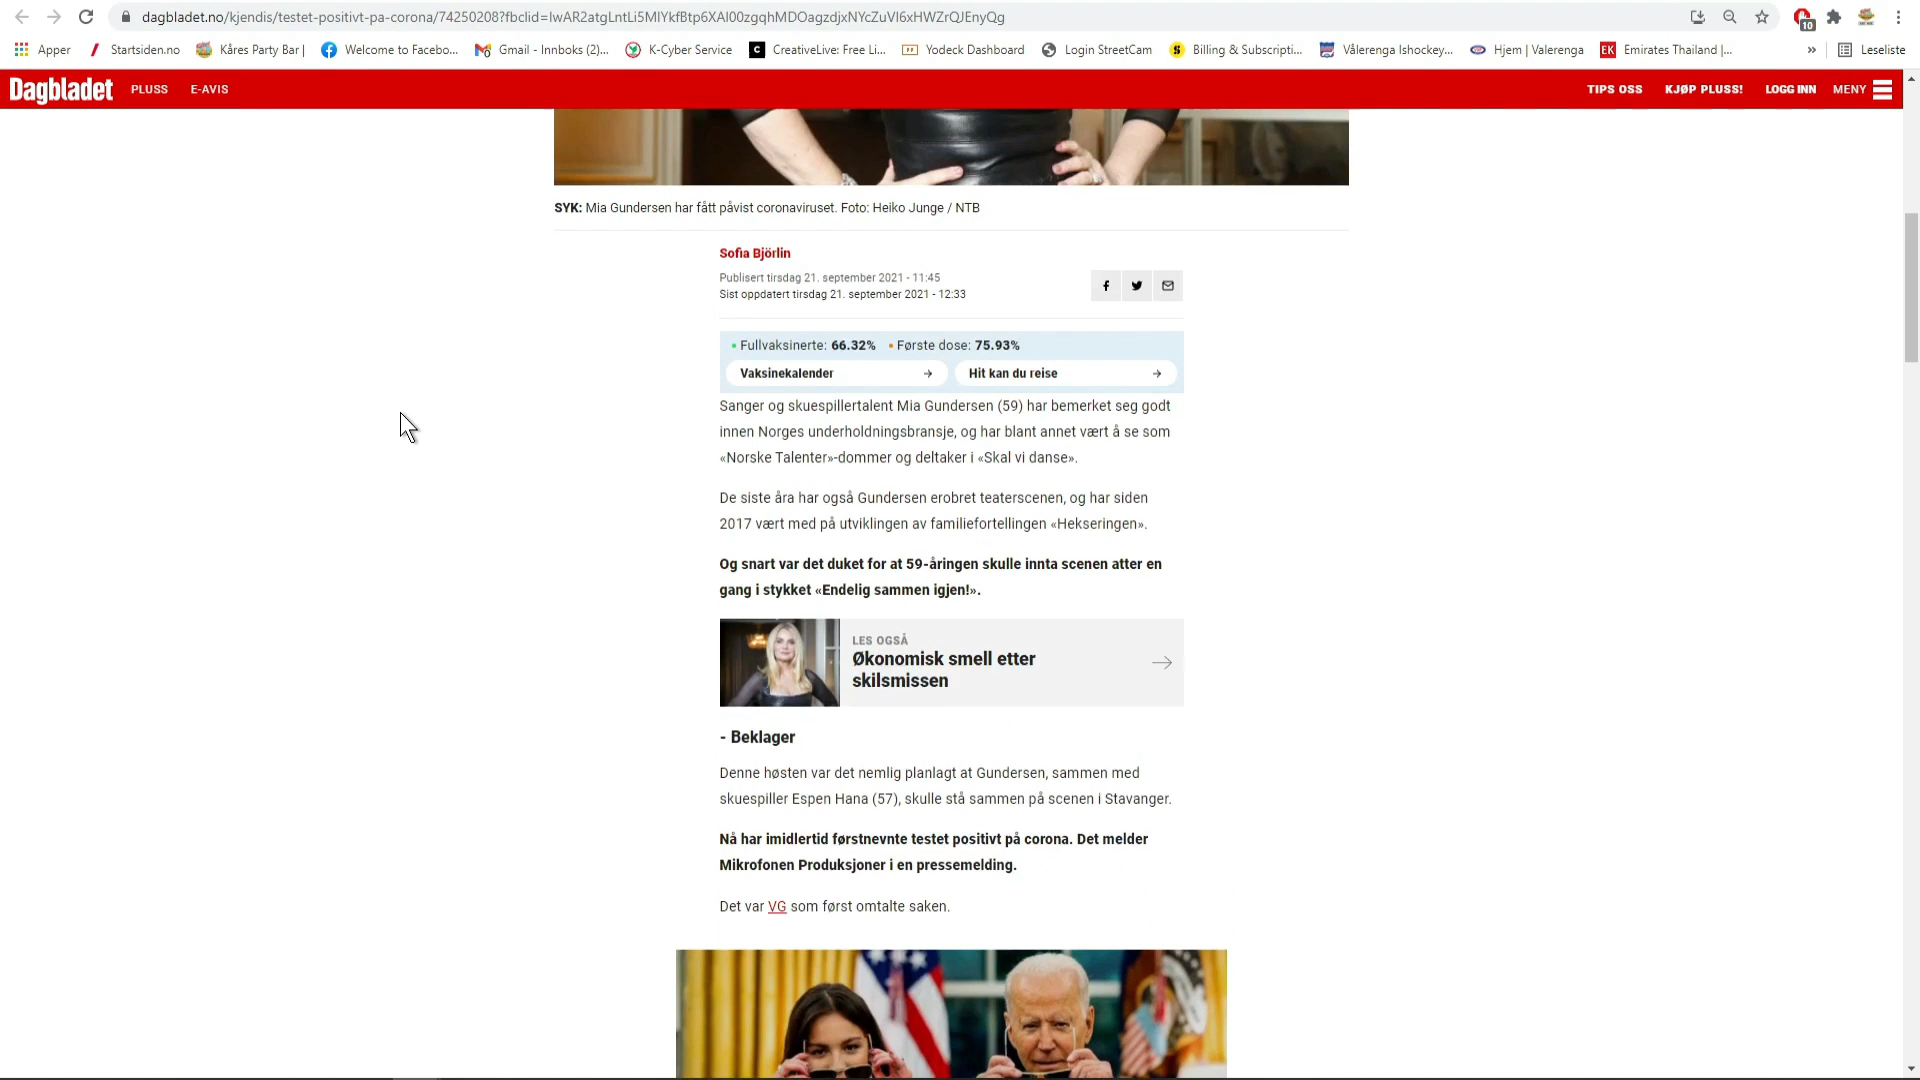 dagbladet.no/kjendis/testet-positivt-pa-corona/74250208?fbclid=IwAR2atgLntLi5MlYkfBtp6XAl00zgqhMDOagzdjxNYcZuVl6xHWZrQJEnyQg
10
Apper
Startsiden.no
Kåres Party Bar |
Welcome to Facebo...
Gmail - Innboks (2)...
K-Cyber Service
CreativeLive: Free Li...
Yodeck Dashboard
Login StreetCam
Billing & Subscripti...
Vålerenga Ishockey...
Hjem | Valerenga
EK
Emirates Thailand |...
»
Leseliste
Dagbladet
PLUSS
E-AVIS
TIPS OSS
KJØP PLUSS!
LOGG INN
MENY
SYK: Mia Gundersen har fått påvist coronaviruset. Foto: Heiko Junge / NTB
Sofia Björlin
Publisert tirsdag 21. september 2021 - 11:45
Sist oppdatert tirsdag 21. september 2021 - 12:33
Fullvaksinerte: 66.32% Første dose: 75.93%
Vaksinekalender →
Hit kan du reise →
Sanger og skuespillertalent Mia Gundersen (59) har bemerket seg godt
innen Norges underholdningsbransje, og har blant annet vært å se som
«Norske Talenter»-dommer og deltaker i «Skal vi danse».
De siste åra har også Gundersen erobret teaterscenen, og har siden
2017 vært med på utviklingen av familiefortellingen «Hekseringen».
Og snart var det duket for at 59-åringen skulle innta scenen atter en
gang i stykket «Endelig sammen igjen!».
LES OGSÅ
Økonomisk smell etter
skilsmissen
- Beklager
Denne høsten var det nemlig planlagt at Gundersen, sammen med
skuespiller Espen Hana (57), skulle stå sammen på scenen i Stavanger.
Nå har imidlertid førstnevnte testet positivt på corona. Det melder
Mikrofonen Produksjoner i en pressemelding.
Det var VG som først omtalte saken.